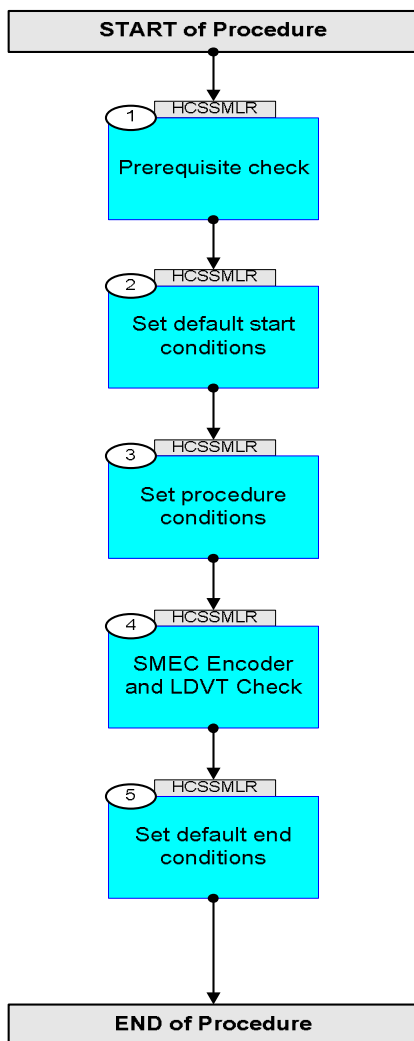 START of Procedure
HCSSMLR
1
Prerequisite check
HCSSMLR
2
Set default start
conditions
HCSSMLR
3
Set procedure
conditions
HCSSMLR
4
SMEC Encoder
and LDVT Check
HCSSMLR
5
Set default end
conditions
END of Procedure